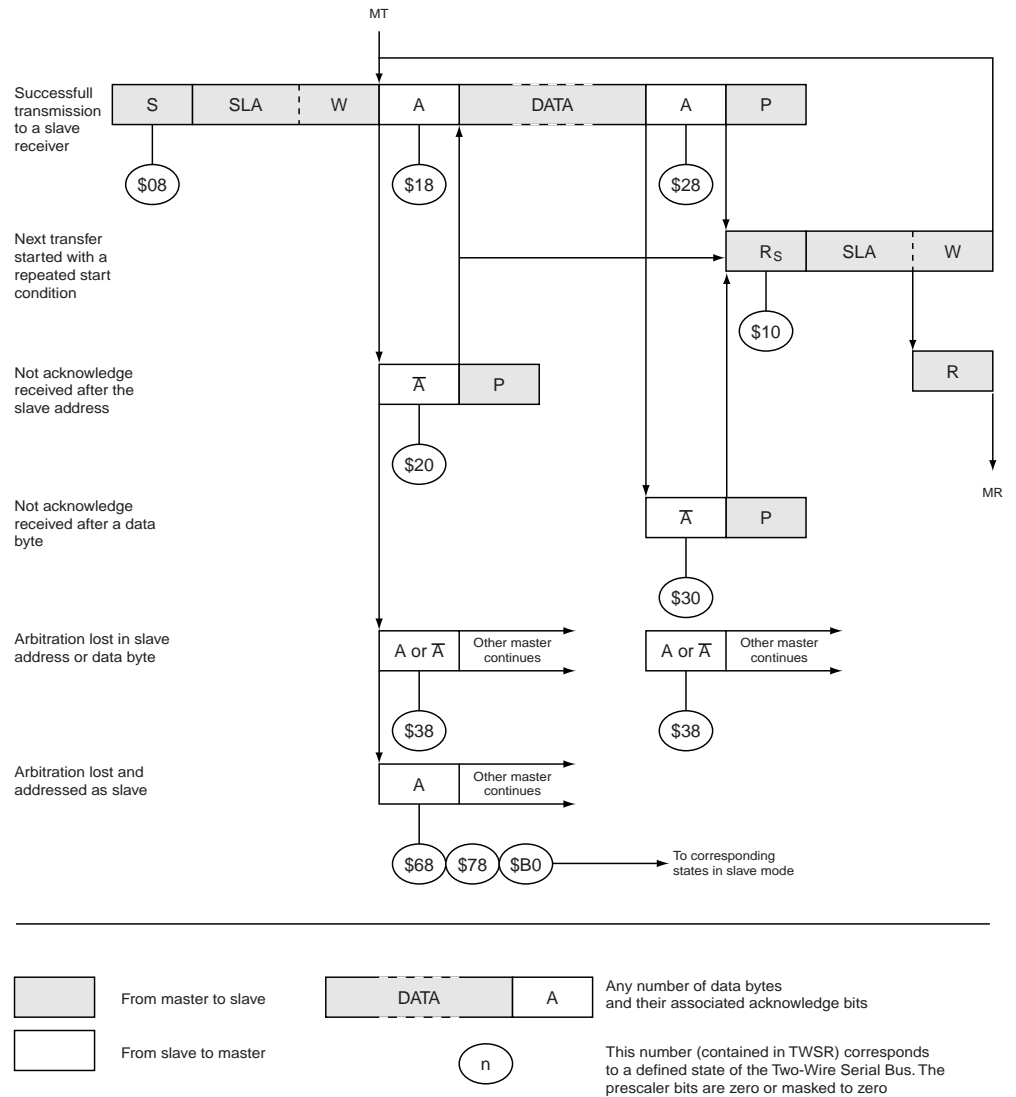 MT
Successfull
transmission
to a slave
receiver
S SLA W A DATA A P
$08 $18 $28
Next transfer
started with a
repeated start
condition
RS SLA W
$10
Not acknowledge
received after the
slave address
A̅ P
R
$20
MR
Not acknowledge
received after a data
byte
A̅ P
$30
Arbitration lost in slave
address or data byte
A or A̅ Other master
continues
A or A̅ Other master
continues
$38 $38
Arbitration lost and
addressed as slave
A Other master
continues
$68 $78 $B0 To corresponding
states in slave mode
From master to slave
DATA A
Any number of data bytes
and their associated acknowledge bits
From slave to master
n
This number (contained in TWSR) corresponds
to a defined state of the Two-Wire Serial Bus. The
prescaler bits are zero or masked to zero